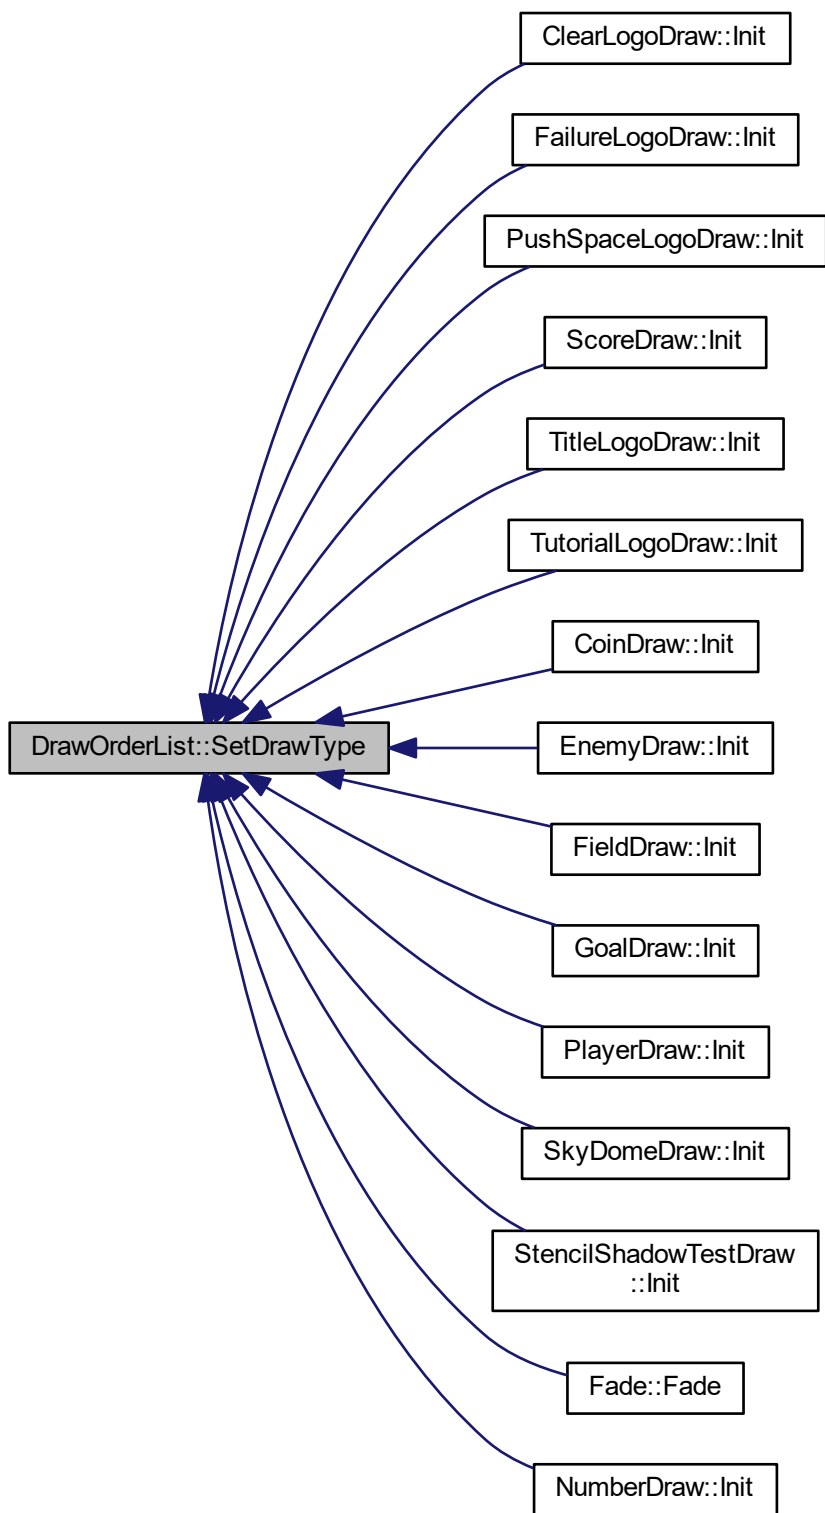 ClearLogoDraw::Init
FailureLogoDraw::Init
PushSpaceLogoDraw::Init
ScoreDraw::Init
TitleLogoDraw::Init
TutorialLogoDraw::Init
CoinDraw::Init
DrawOrderList::SetDrawType
EnemyDraw::Init
FieldDraw::Init
GoalDraw::Init
PlayerDraw::Init
SkyDomeDraw::Init
StencilShadowTestDraw
::Init
Fade::Fade
NumberDraw::Init